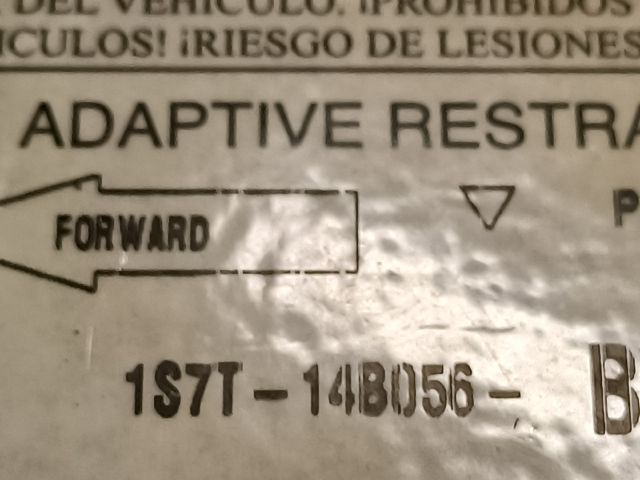 DEL VEHICULO. ¡PROHIBIDOS
ICULOS! ¡RIESGO DE LESIONES
ADAPTIVE RESTRA
FORWARD
P
1S7T-14B056-B